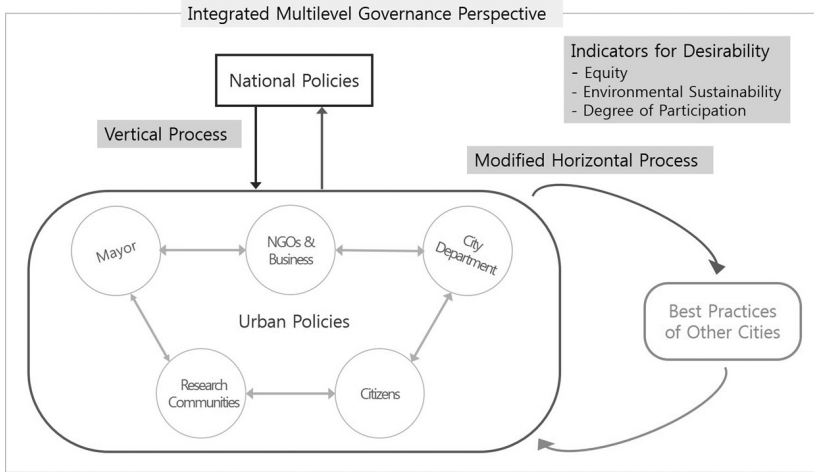 Integrated Multilevel Governance Perspective
National Policies
Indicators for Desirability
- Equity
- Environmental Sustainability
- Degree of Participation
Vertical Process
Modified Horizontal Process
Mayor
NGOs &
Business
City
Department
Urban Policies
Best Practices
of Other Cities
Research
Communities
Citizens